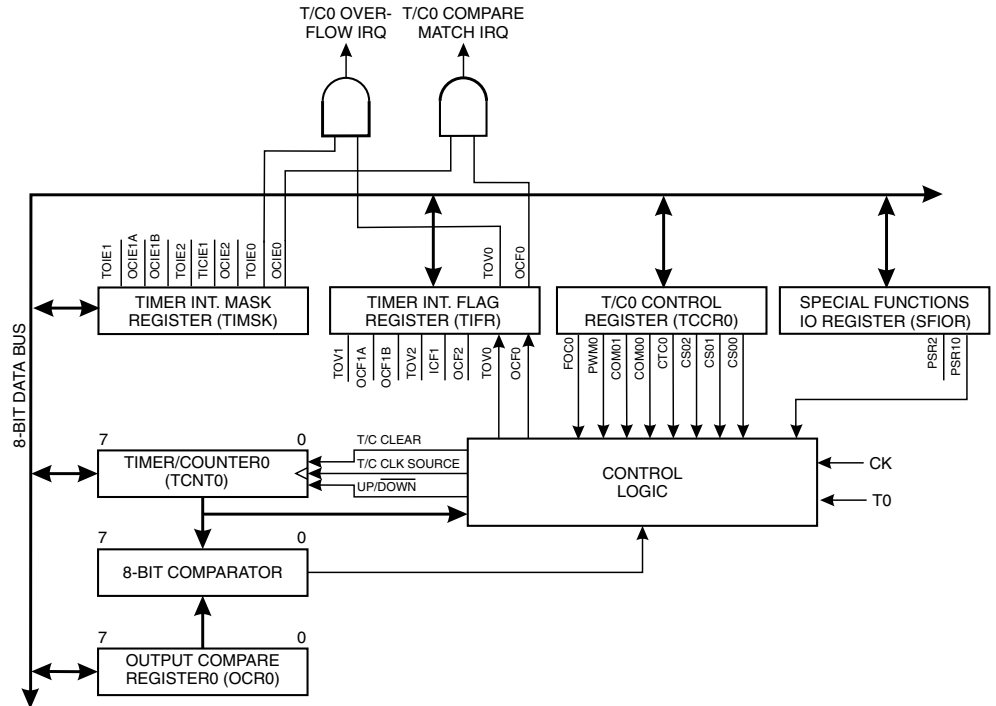 T/C0 OVER-
FLOW IRQ
T/C0 COMPARE
MATCH IRQ
8-BIT DATA BUS
TOIE1
OCIE1A
OCIE1B
TOIE2
TICIE1
OCIE2
TOIE0
OCIE0
TOV0
OCF0
TIMER INT. MASK
REGISTER (TIMSK)
TIMER INT. FLAG
REGISTER (TIFR)
T/C0 CONTROL
REGISTER (TCCR0)
SPECIAL FUNCTIONS
IO REGISTER (SFIOR)
TOV1
OCF1A
OCF1B
TOV2
ICF1
OCF2
TOV0
OCF0
FOC0
PWM0
COM01
COM00
CTC0
CS02
CS01
CS00
PSR2
PSR10
7
0
TIMER/COUNTER0
(TCNT0)
T/C CLEAR
T/C CLK SOURCE
UP/DOWN
CONTROL
LOGIC
CK
T0
7
0
8-BIT COMPARATOR
7
0
OUTPUT COMPARE
REGISTER0 (OCR0)